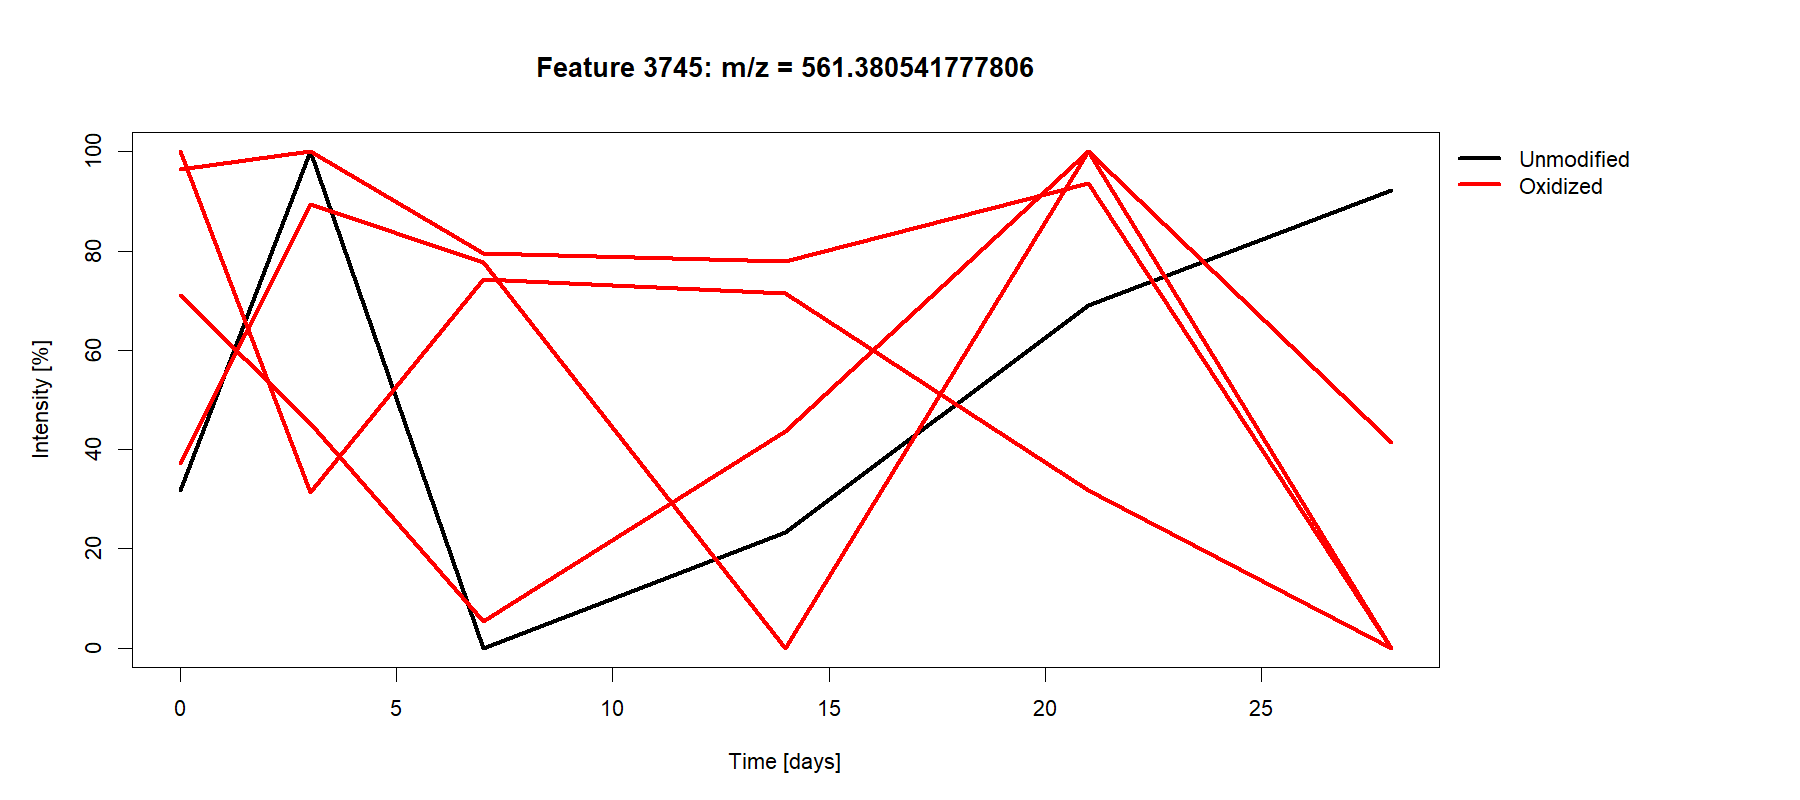 Feature 3745: m/z = 561.380541777806
Unmodified
Oxidized
Intensity [%]
100
80
60
40
20
0
0 5 10 15 20 25
Time [days]